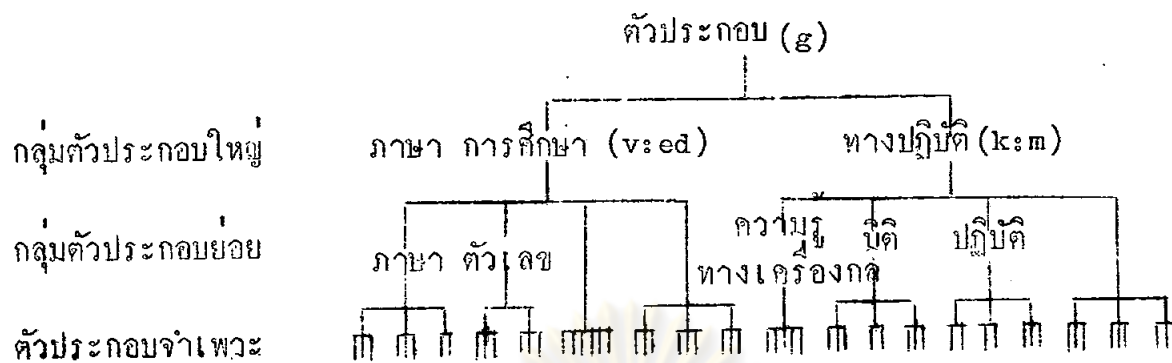 ตัวประกอบ (g)
กลุ่มตัวประกอบใหญ่ ภาษา การศึกษา (v:ed) ทางปฏิบัติ (k:m)
กลุ่มตัวประกอบย่อย ภาษา ตัวเลข ความรู้ทางเครื่องกล มิติ ปฏิบัติ
ตัวประกอบจำเพาะ